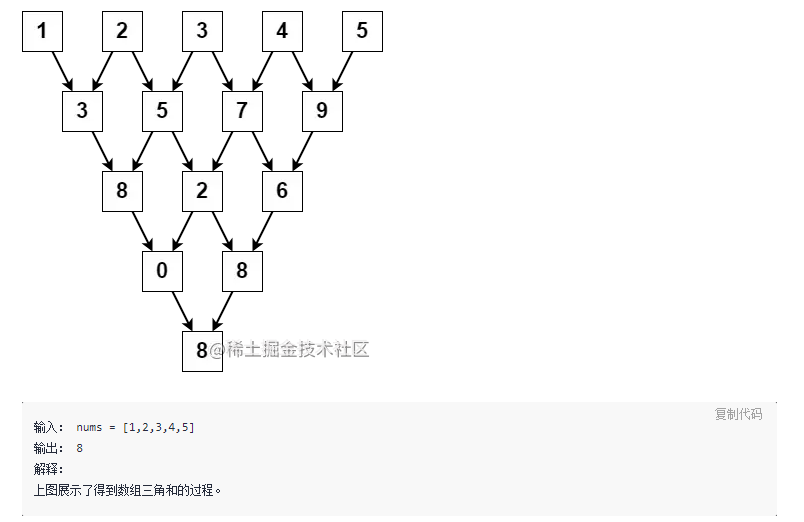 1 2 3 4 5
3 5 7 9
8 2 6
0 8
8
@稀土掘金技术社区
复制代码
输入： nums = [1,2,3,4,5]
输出： 8
解释：
上图展示了得到数组三角和的过程。